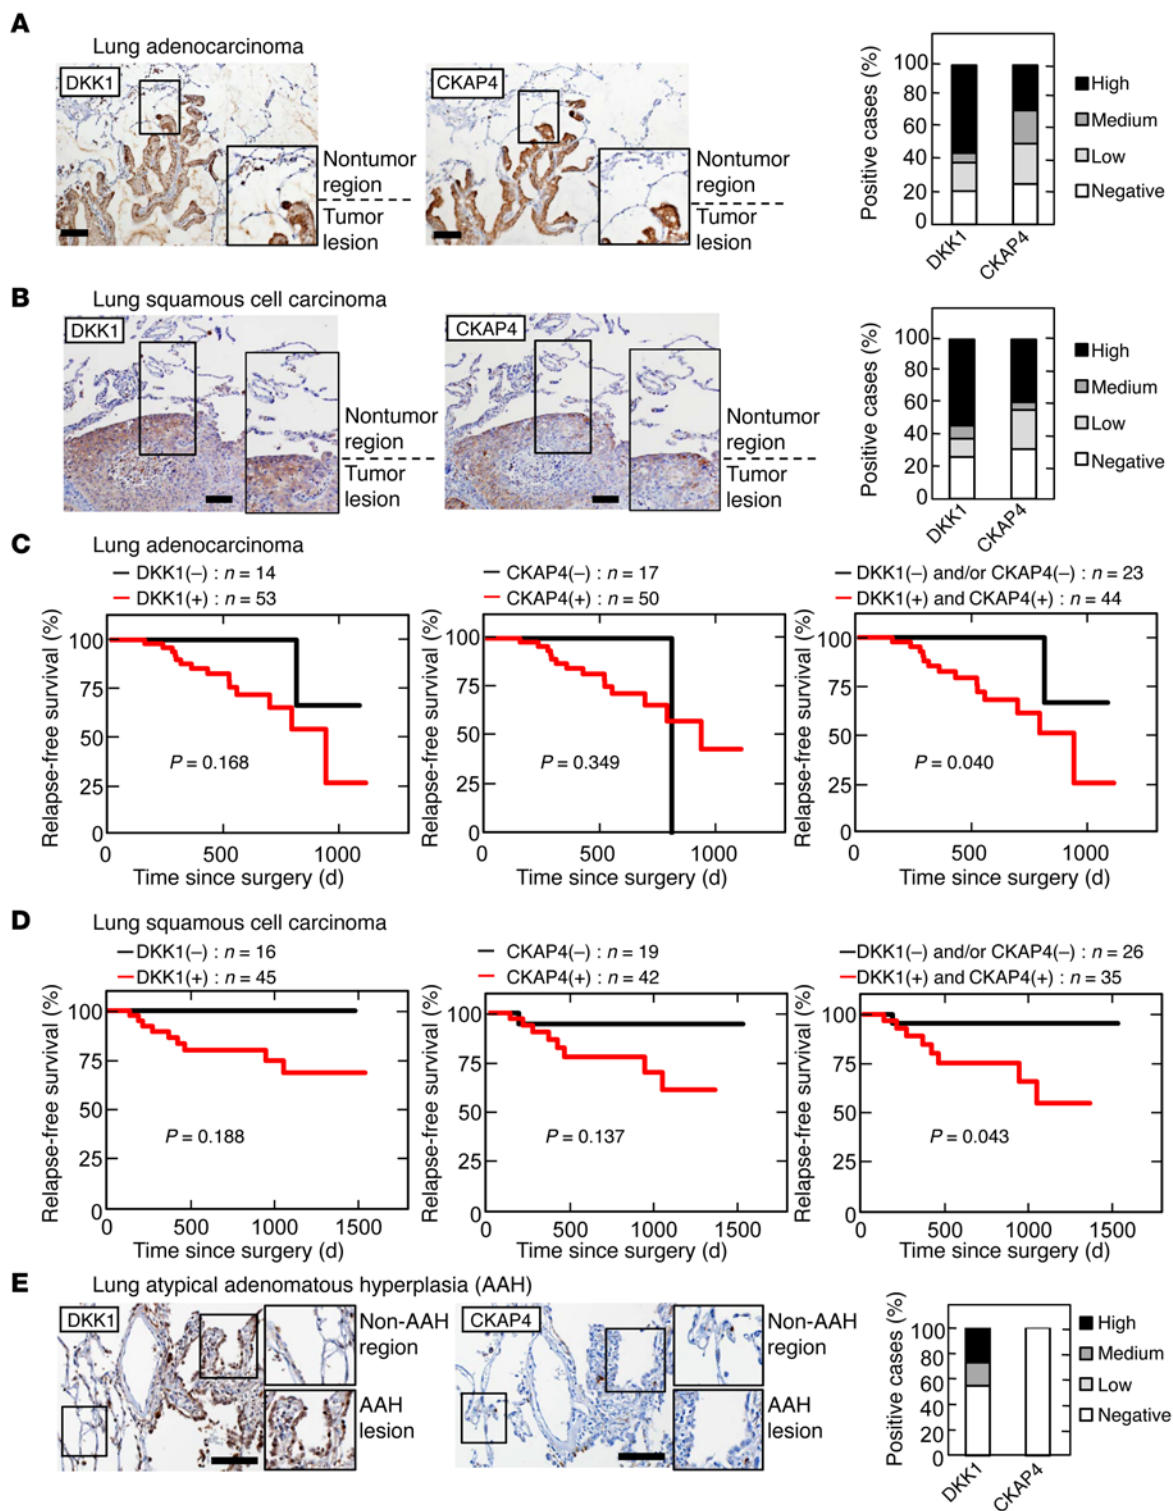 A
Lung adenocarcinoma
DKK1
CKAP4
Nontumor
region
Tumor
lesion
Nontumor
region
Tumor
lesion
Positive cases (%)
100
80
60
40
20
0
DKK1
CKAP4
High
Medium
Low
Negative
B
Lung squamous cell carcinoma
DKK1
CKAP4
Nontumor
region
Tumor
lesion
Nontumor
region
Tumor
lesion
Positive cases (%)
100
80
60
40
20
0
DKK1
CKAP4
High
Medium
Low
Negative
C
Lung adenocarcinoma
DKK1(–) : n = 14
DKK1(+) : n = 53
Relapse-free survival (%)
100
75
50
25
0
P = 0.168
0 500 1000
Time since surgery (d)
CKAP4(–) : n = 17
CKAP4(+) : n = 50
Relapse-free survival (%)
100
75
50
25
0
P = 0.349
0 500 1000
Time since surgery (d)
DKK1(–) and/or CKAP4(–) : n = 23
DKK1(+) and CKAP4(+) : n = 44
Relapse-free survival (%)
100
75
50
25
0
P = 0.040
0 500 1000
Time since surgery (d)
D
Lung squamous cell carcinoma
DKK1(–) : n = 16
DKK1(+) : n = 45
Relapse-free survival (%)
100
75
50
25
0
P = 0.188
0 500 1000 1500
Time since surgery (d)
CKAP4(–) : n = 19
CKAP4(+) : n = 42
Relapse-free survival (%)
100
75
50
25
0
P = 0.137
0 500 1000 1500
Time since surgery (d)
DKK1(–) and/or CKAP4(–) : n = 26
DKK1(+) and CKAP4(+) : n = 35
Relapse-free survival (%)
100
75
50
25
0
P = 0.043
0 500 1000 1500
Time since surgery (d)
E
Lung atypical adenomatous hyperplasia (AAH)
DKK1
Non-AAH
region
AAH
lesion
CKAP4
Non-AAH
region
AAH
lesion
Positive cases (%)
100
80
60
40
20
0
DKK1
CKAP4
High
Medium
Low
Negative